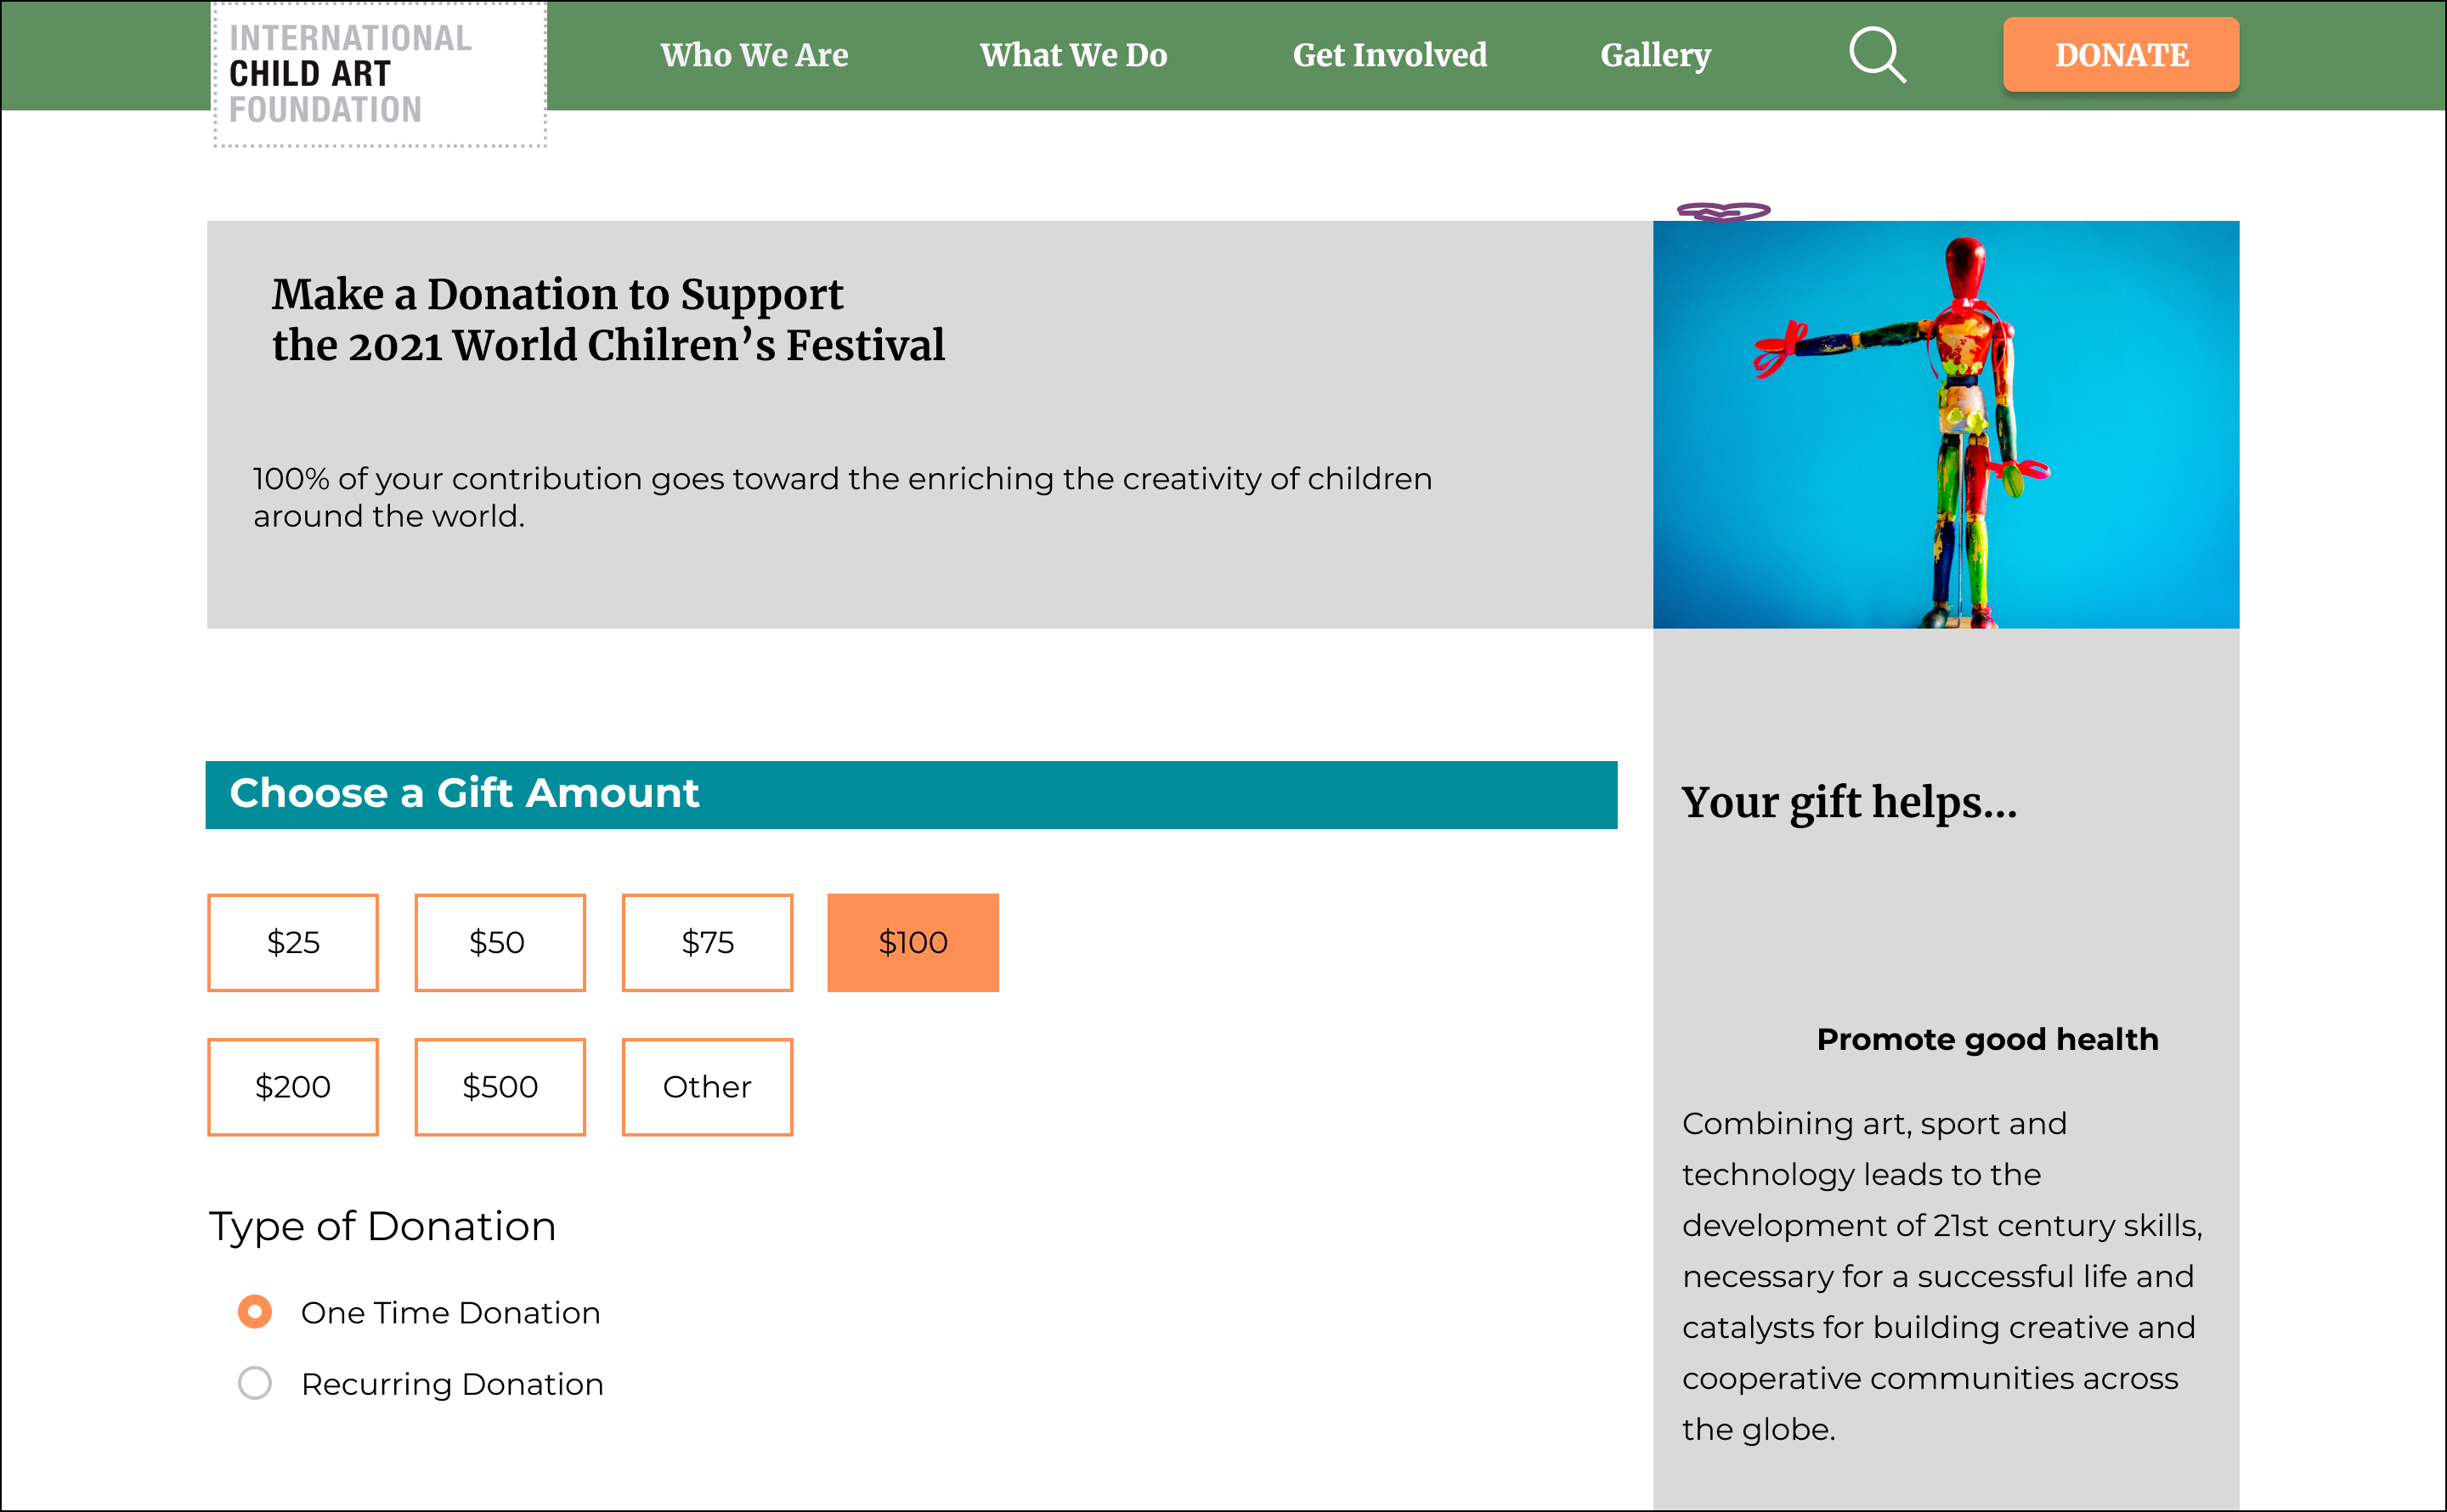 INTERNATIONAL
CHILD ART
FOUNDATION
Who We Are
What We Do
Get Involved
Gallery
DONATE
Make a Donation to Support
the 2021 World Chilren’s Festival
100% of your contribution goes toward the enriching the creativity of children
around the world.
Choose a Gift Amount
$25
$50
$75
$100
$200
$500
Other
Type of Donation
One Time Donation
Recurring Donation
Your gift helps...
Promote good health
Combining art, sport and
technology leads to the
development of 21st century skills,
necessary for a successful life and
catalysts for building creative and
cooperative communities across
the globe.